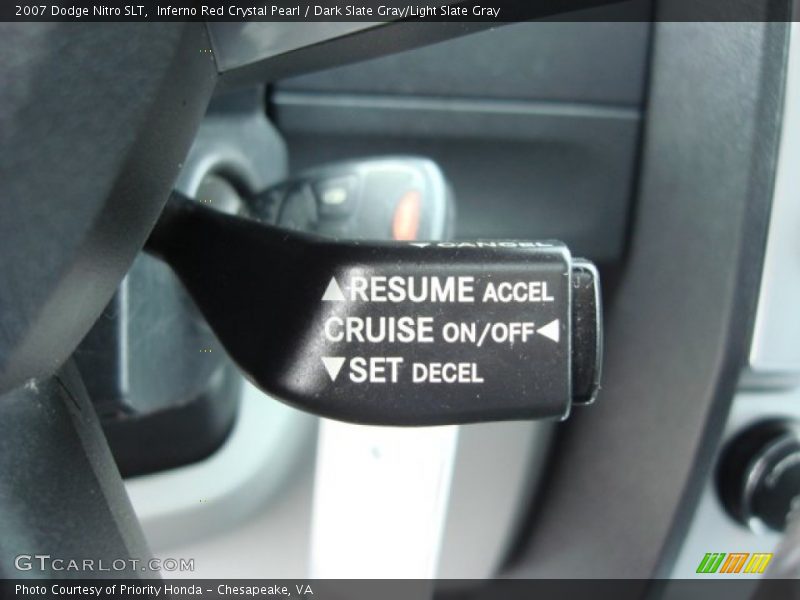 2007 Dodge Nitro SLT,  Inferno Red Crystal Pearl / Dark Slate Gray/Light Slate Gray
▼ CANCEL
▲RESUME ACCEL
CRUISE ON/OFF◀
▼SET DECEL
GTCARLOT.COM
Photo Courtesy of Priority Honda - Chesapeake, VA